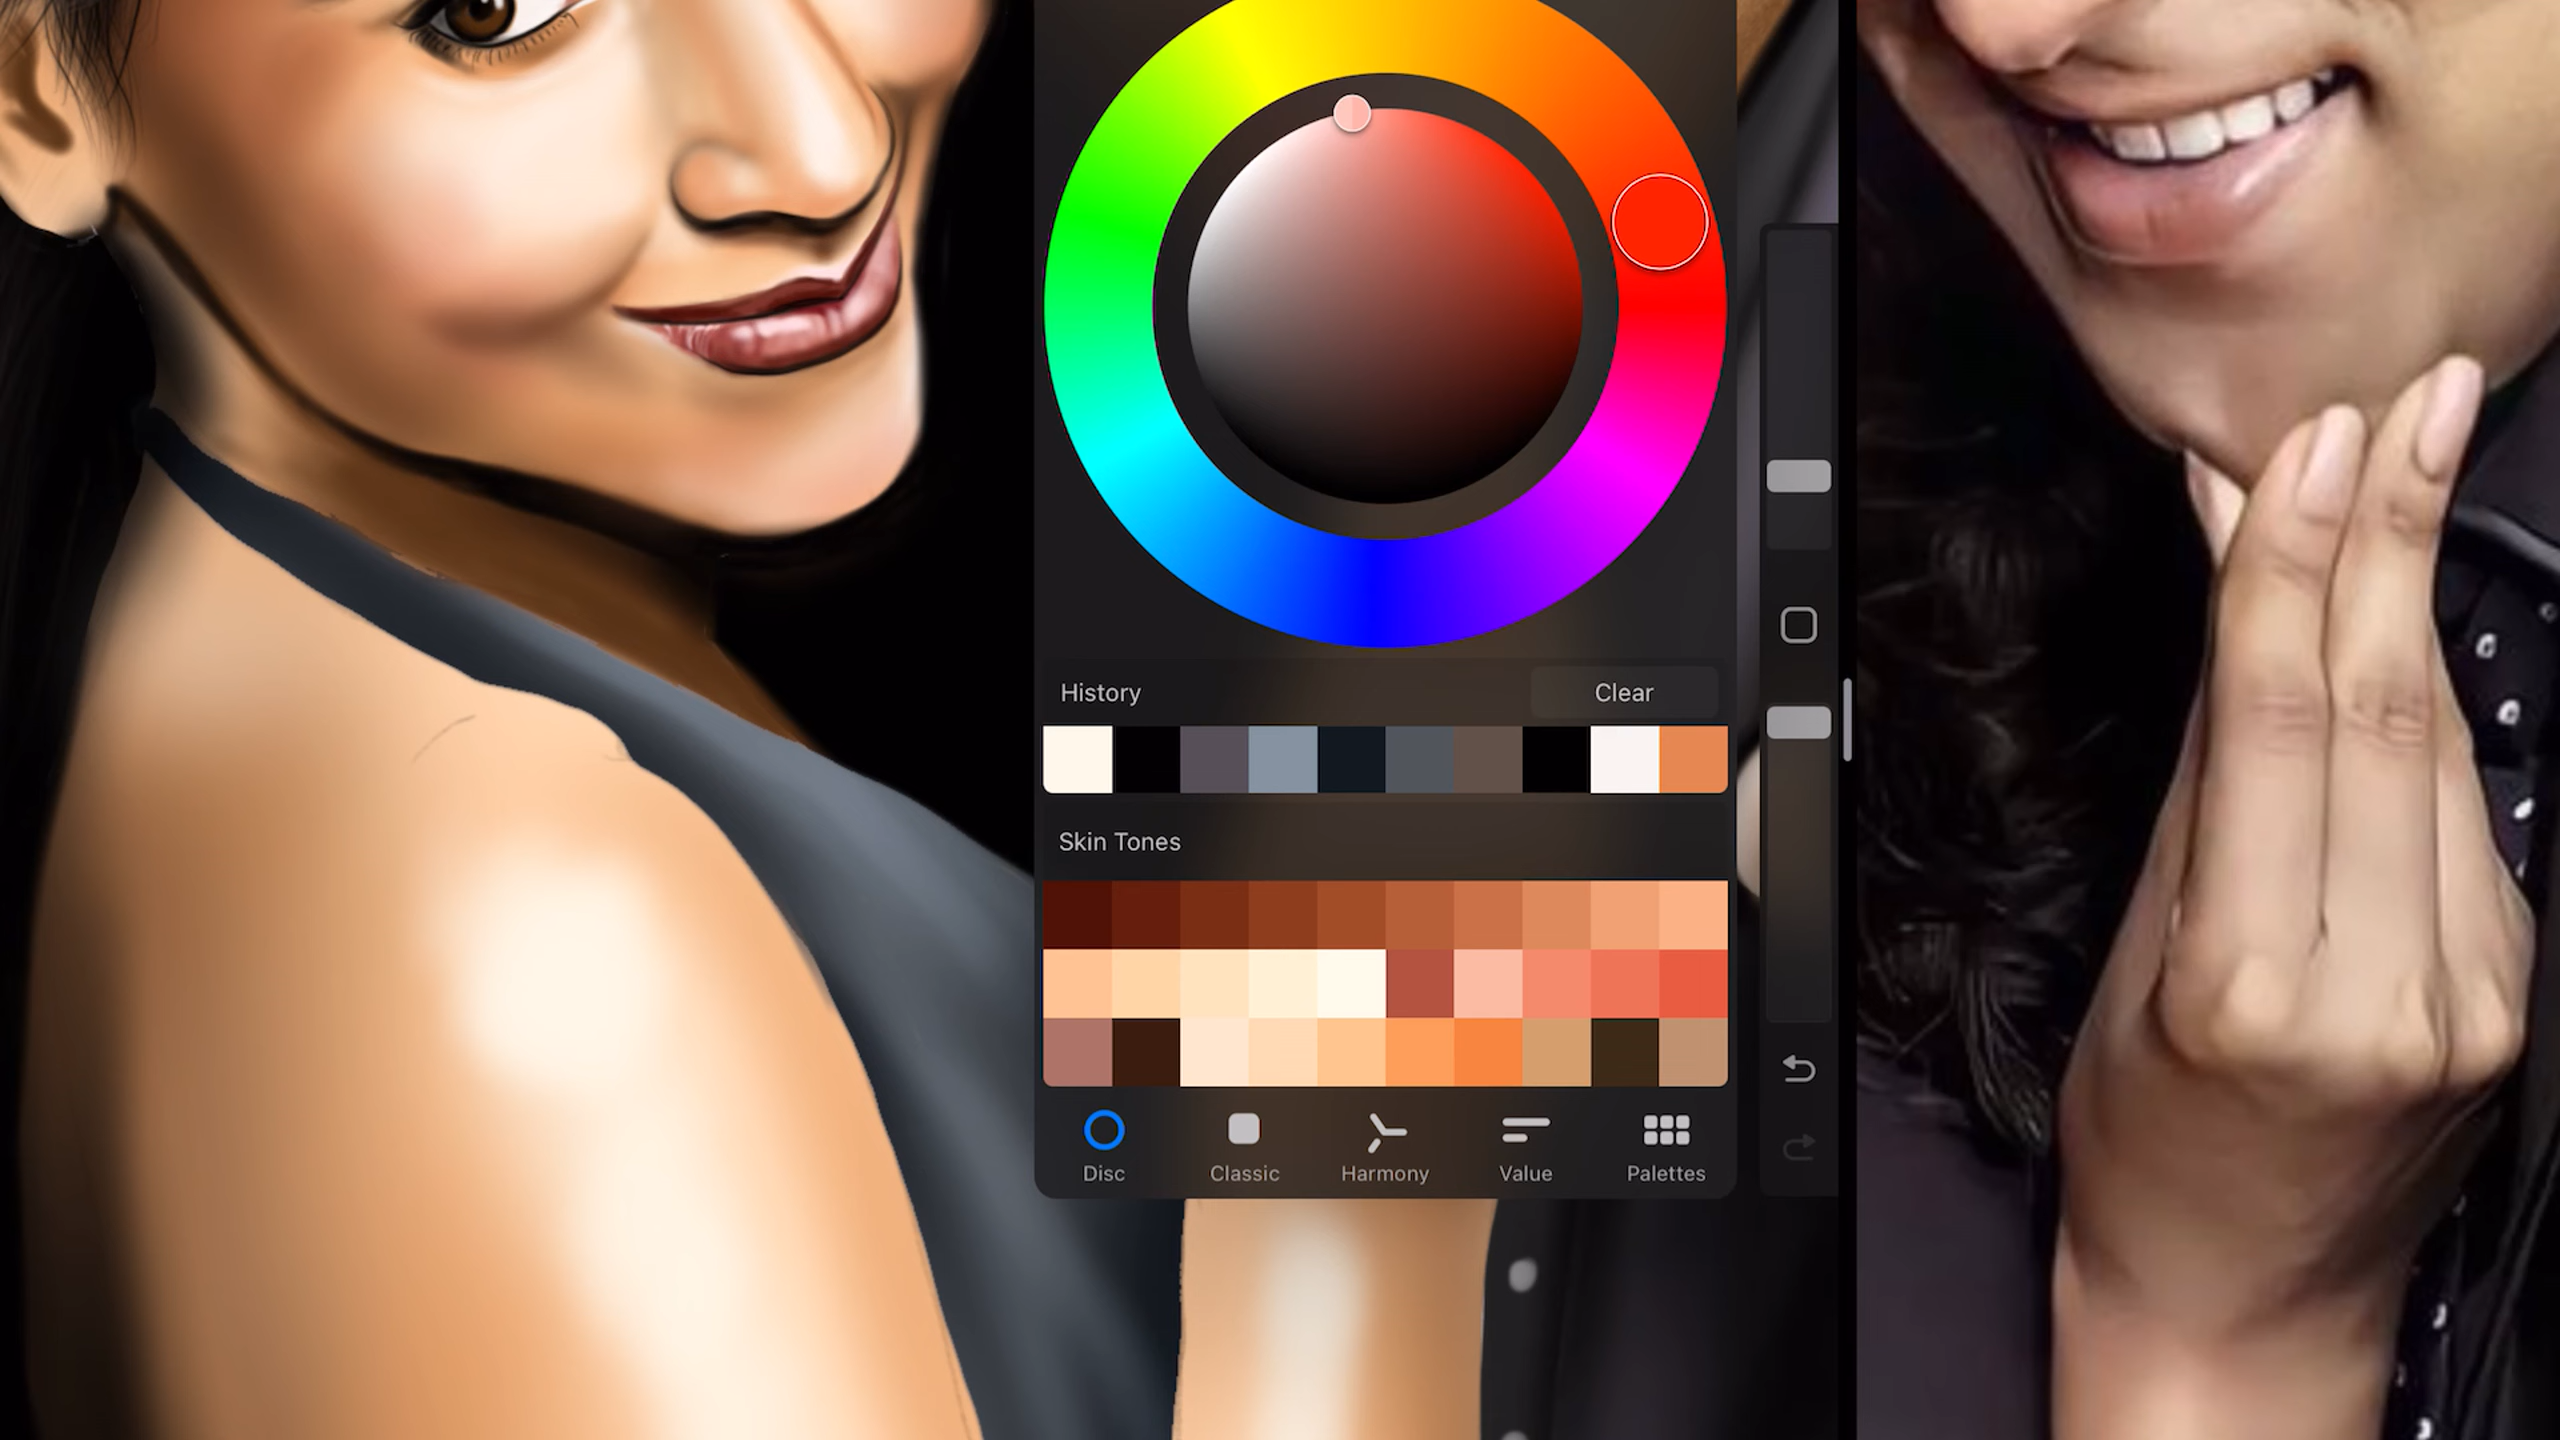 History
Clear
Skin Tones
Disc
Classic
Harmony
Value
Palettes